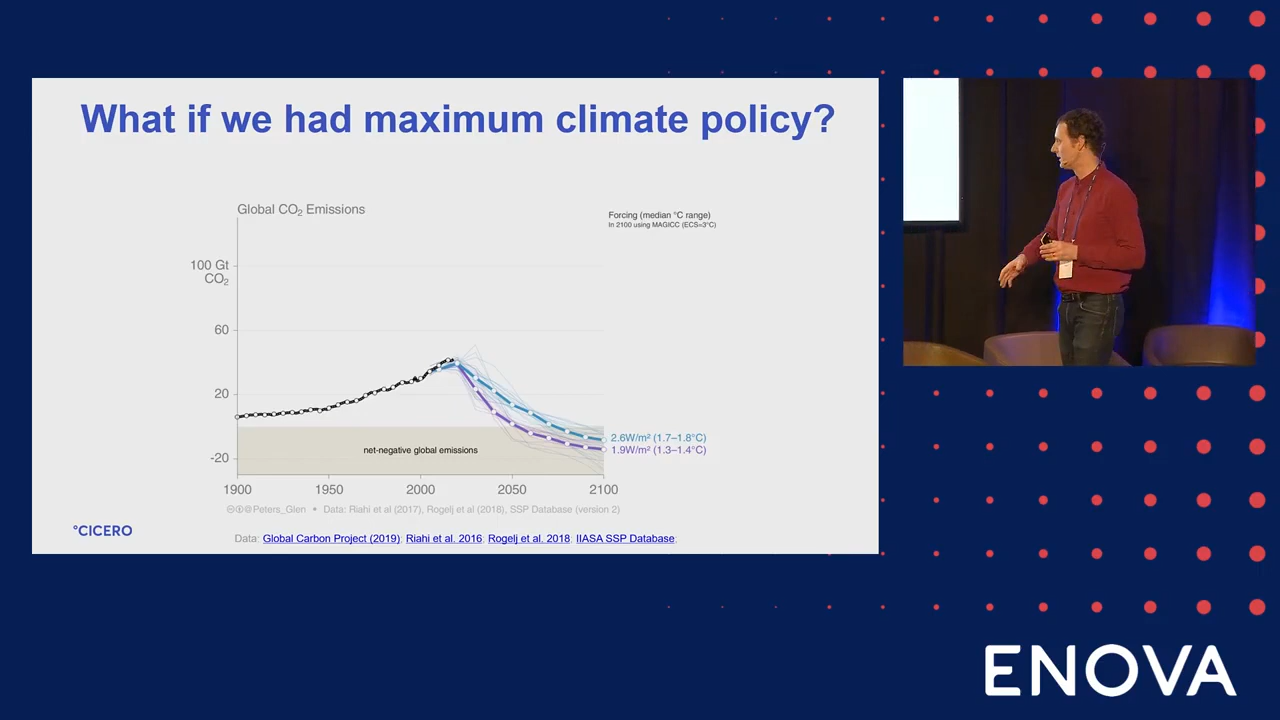 What if we had maximum climate policy?
Global CO₂ Emissions
Forcing (median °C range)
In 2100 using MAGICC (ECS=3°C)
100 Gt
CO₂
60
20
-20
net-negative global emissions
2.6W/m² (1.7–1.8°C)
1.9W/m² (1.3–1.4°C)
1900 1950 2000 2050 2100
@Peters_Glen • Data: Riahi et al (2017), Rogelj et al (2018), SSP Database (version 2)
°CICERO
Data: Global Carbon Project (2019); Riahi et al. 2016; Rogelj et al. 2018; IIASA SSP Database;
ENOVA